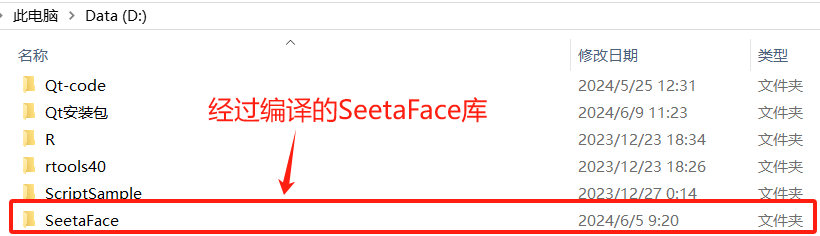 此电脑 > Data (D:)
名称 修改日期 类型
Qt-code 2024/5/25 12:31 文件夹
Qt安装包 2024/6/9 11:23 文件夹
经过编译的SeetaFace库
R 2023/12/23 18:34 文件夹
rtools40 2023/12/23 18:26 文件夹
ScriptSample 2023/12/27 0:14 文件夹
SeetaFace 2024/6/5 9:20 文件夹